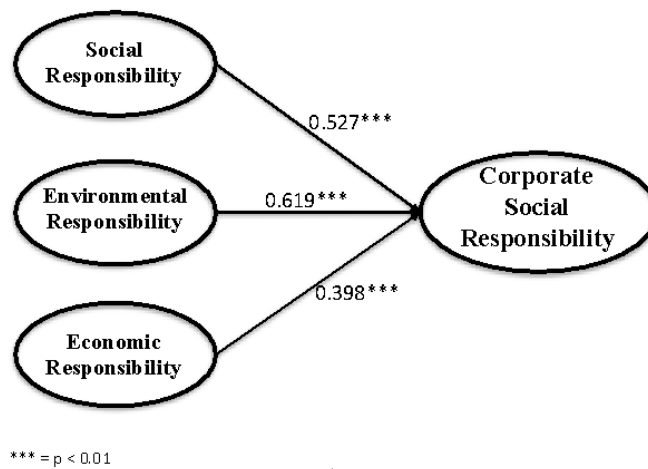 Social
Responsibility
0.527***
Environmental
Responsibility
0.619***
Corporate
Social
Responsibility
0.398***
Economic
Responsibility
*** = p < 0.01